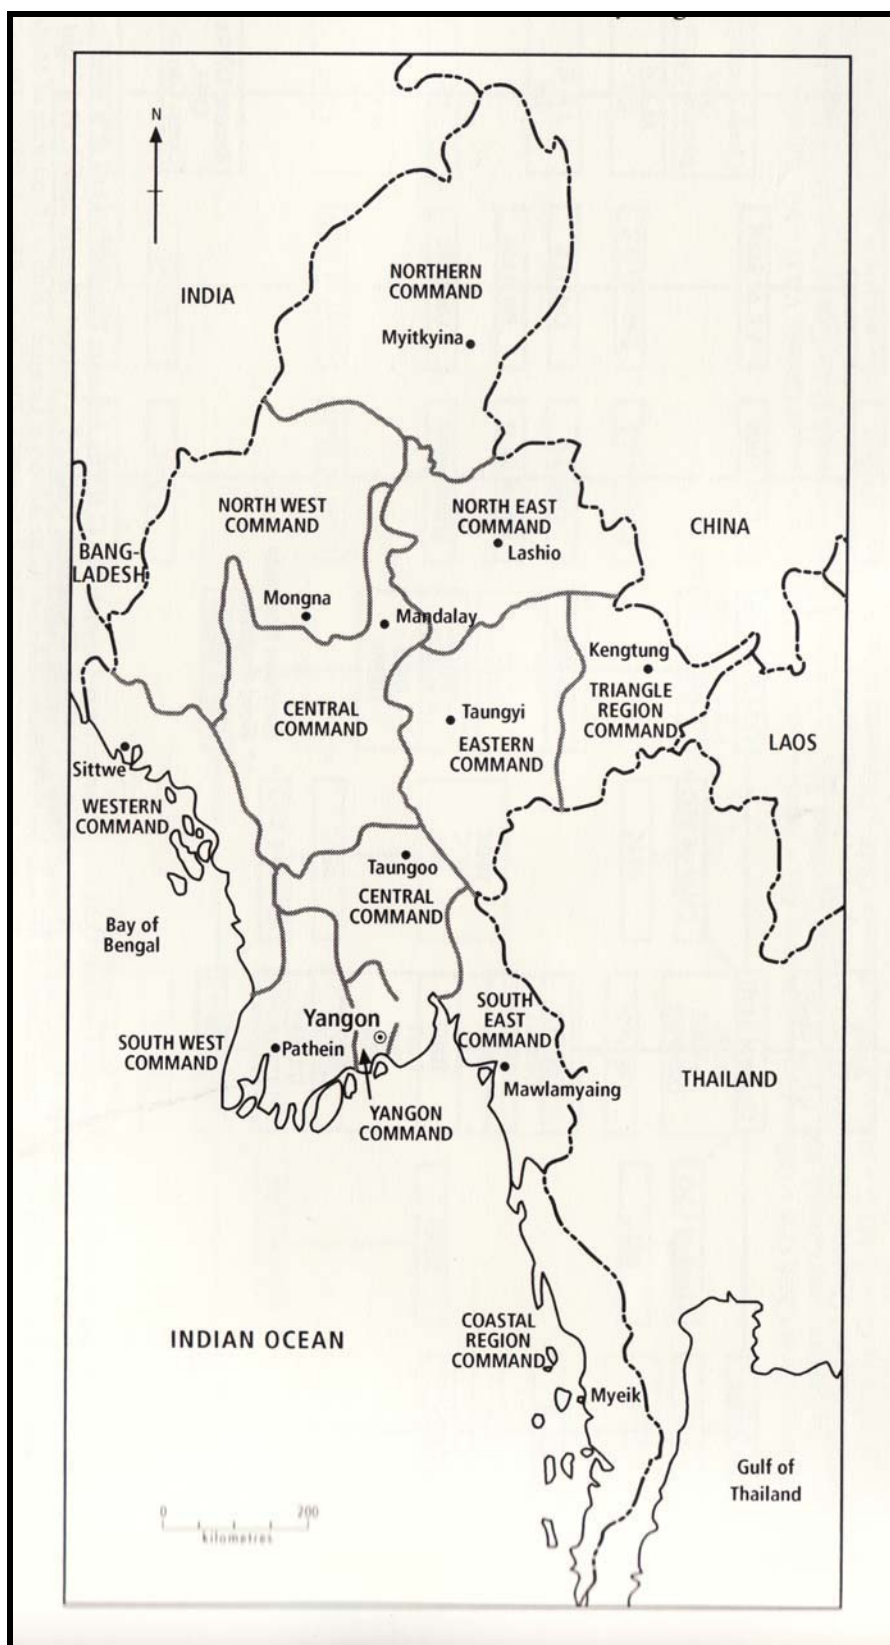 N
NORTHERN
COMMAND
INDIA
Myitkyina
NORTH WEST
COMMAND
NORTH EAST
COMMAND
CHINA
BANG-
LADESH
Lashio
Mongna
Mandalay
Kengtung
CENTRAL
COMMAND
TRIANGLE
REGION
COMMAND
Taungyi
EASTERN
COMMAND
LAOS
Sittwe
WESTERN
COMMAND
Taungoo
CENTRAL
COMMAND
Bay of
Bengal
SOUTH
EAST
COMMAND
Yangon
SOUTH WEST
COMMAND
Pathein
Mawlamyaing
THAILAND
YANGON
COMMAND
COASTAL
REGION
COMMAND
INDIAN OCEAN
Myeik
Gulf of
Thailand
0 200
kilometres